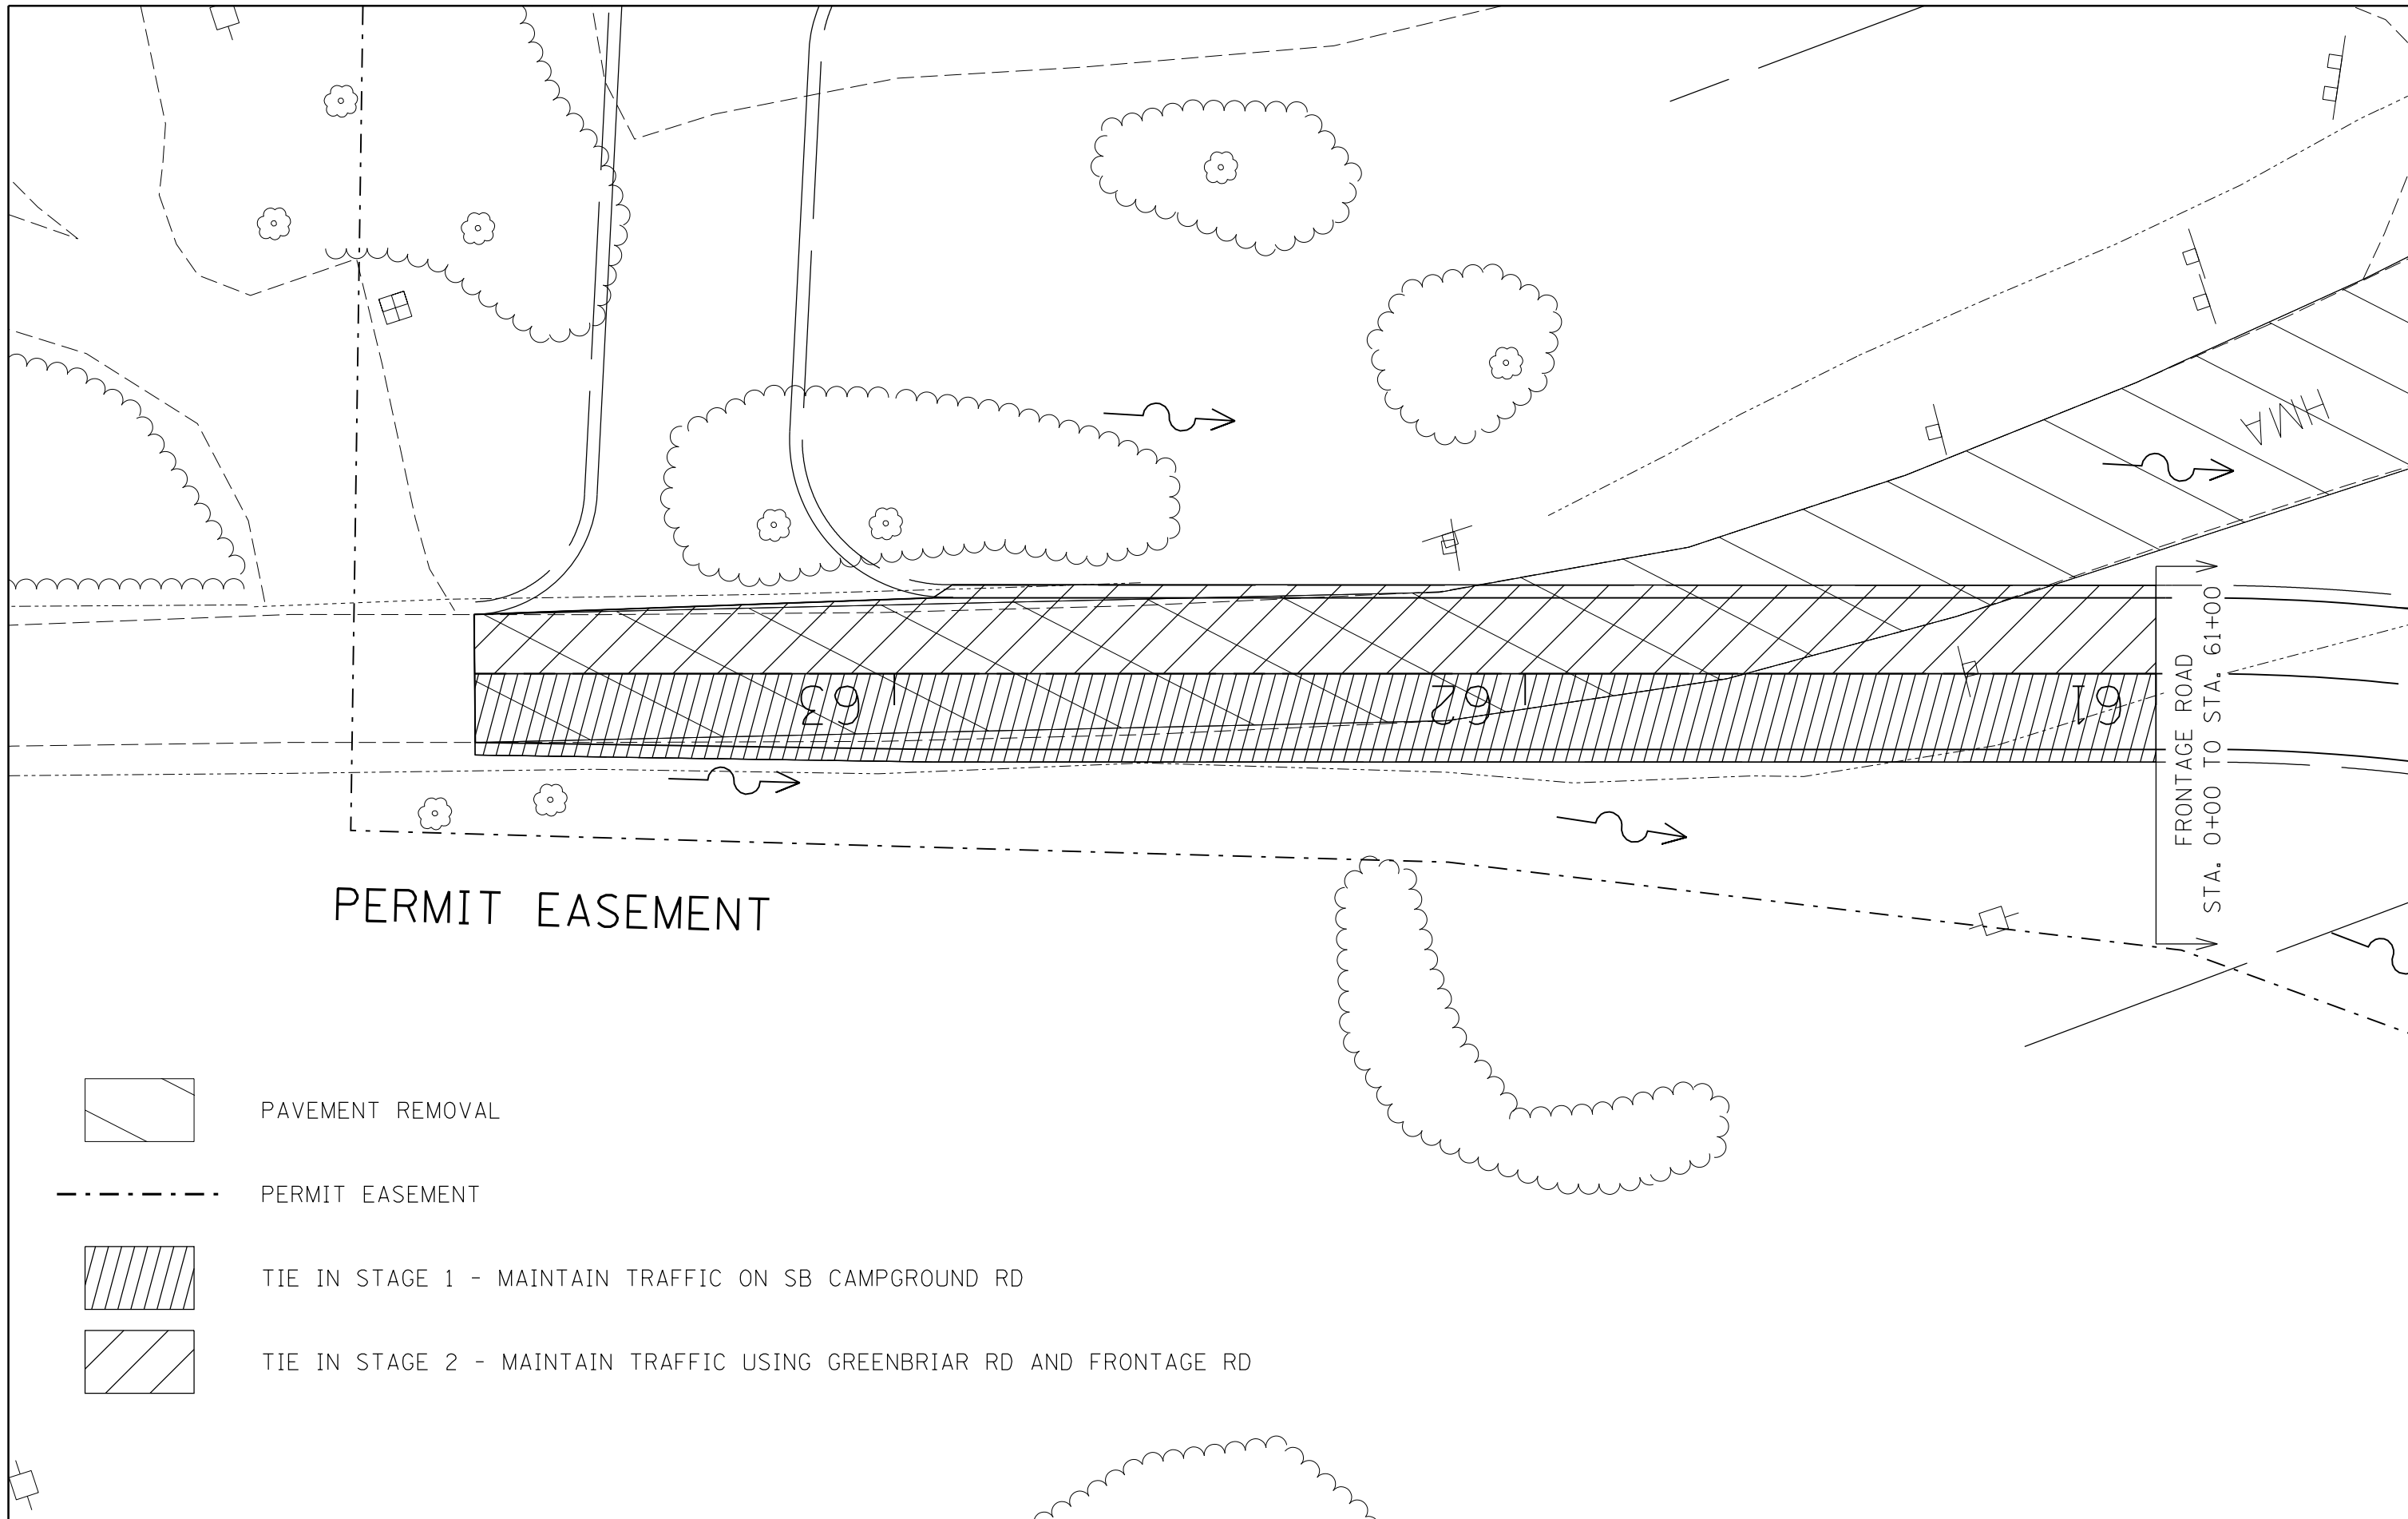 HMA
63
62
61
FRONTAGE ROAD
STA. 0+00 TO STA. 61+00
PERMIT EASEMENT
PAVEMENT REMOVAL
PERMIT EASEMENT
TIE IN STAGE 1 - MAINTAIN TRAFFIC ON SB CAMPGROUND RD
TIE IN STAGE 2 - MAINTAIN TRAFFIC USING GREENBRIAR RD AND FRONTAGE RD